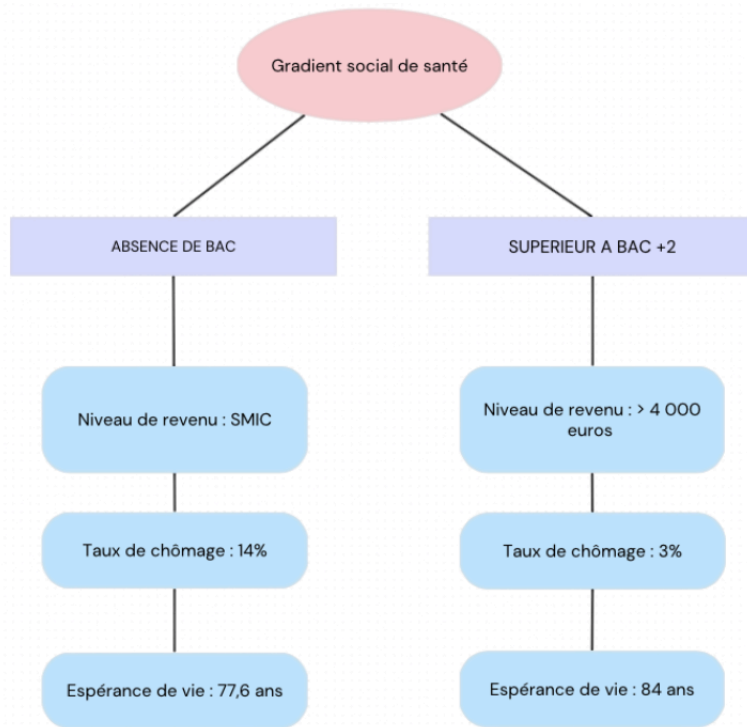 Gradient social de santé
ABSENCE DE BAC
SUPERIEUR A BAC +2
Niveau de revenu : SMIC
Niveau de revenu : > 4 000
euros
Taux de chômage : 14%
Taux de chômage : 3%
Espérance de vie : 77,6 ans
Espérance de vie : 84 ans